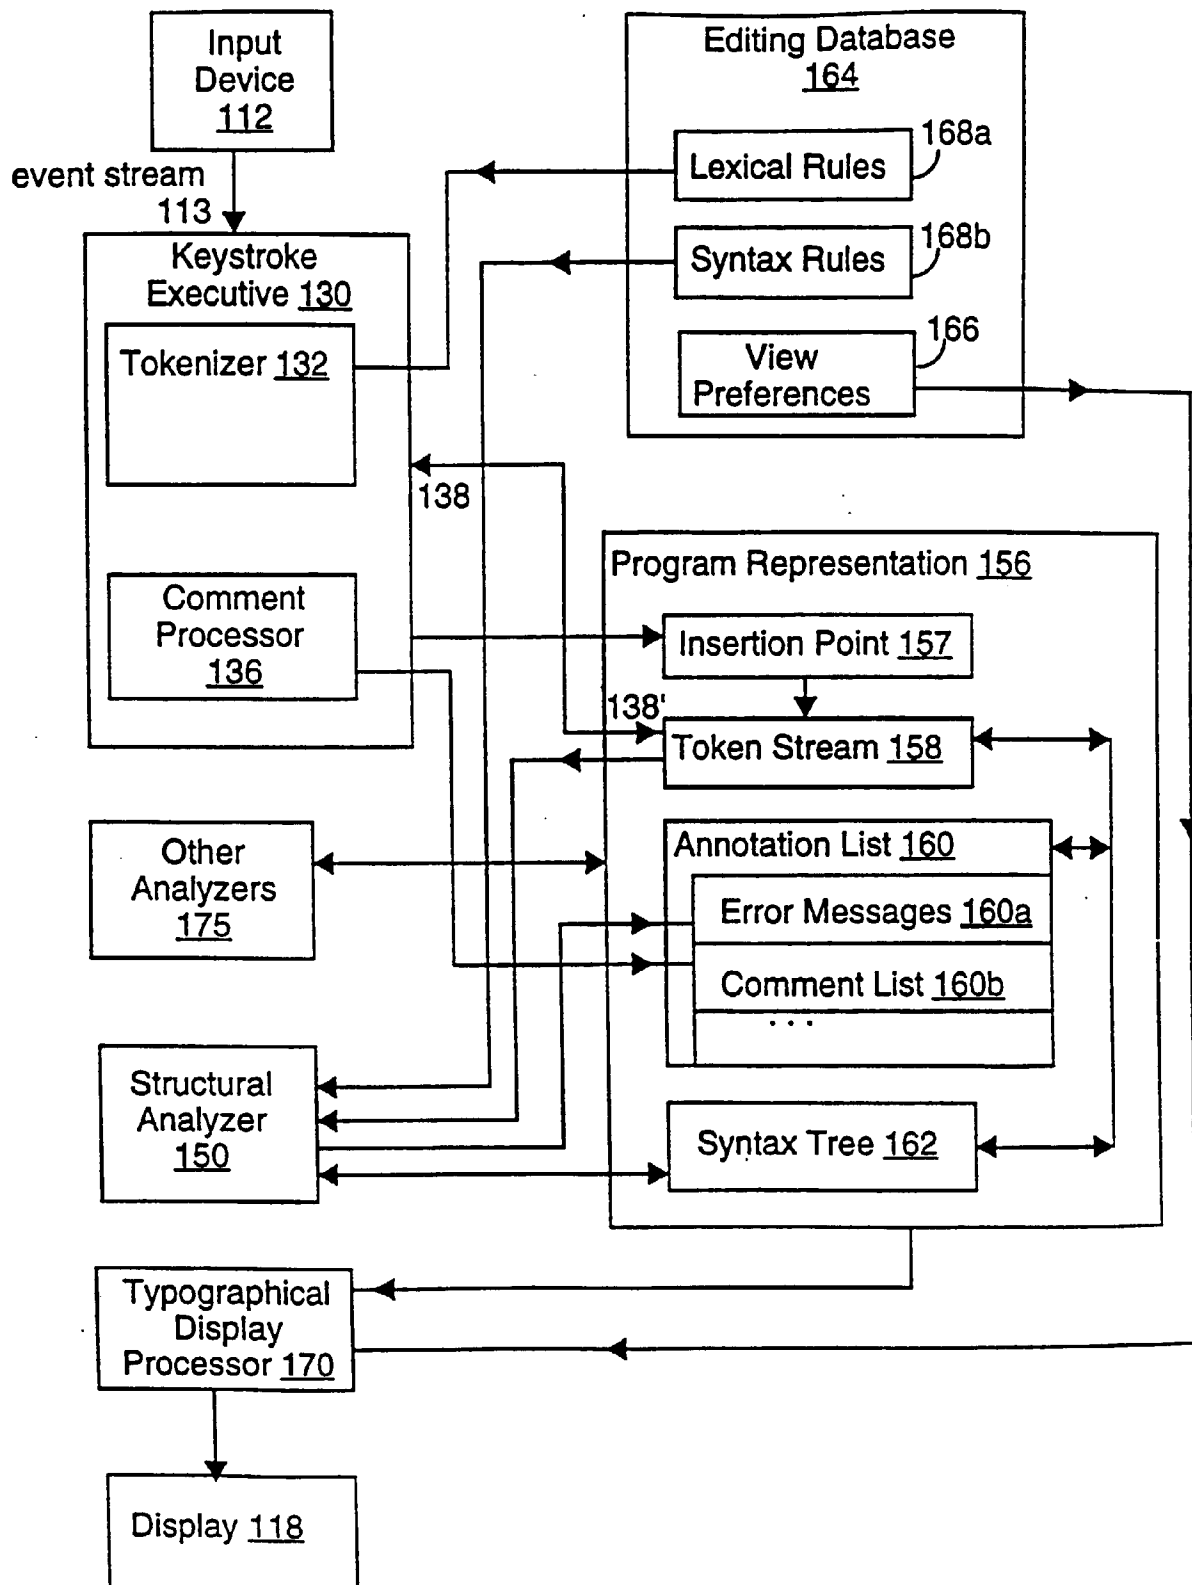 Input
Device
112
event stream
113
Editing Database
164
168a
Lexical Rules
168b
Syntax Rules
166
View
Preferences
Keystroke
Executive 130
Tokenizer 132
138
Comment
Processor
136
Program Representation 156
Insertion Point 157
138'
Token Stream 158
Annotation List 160
Error Messages 160a
Comment List 160b
...
Other
Analyzers
175
Structural
Analyzer
150
Syntax Tree 162
Typographical
Display
Processor 170
Display 118